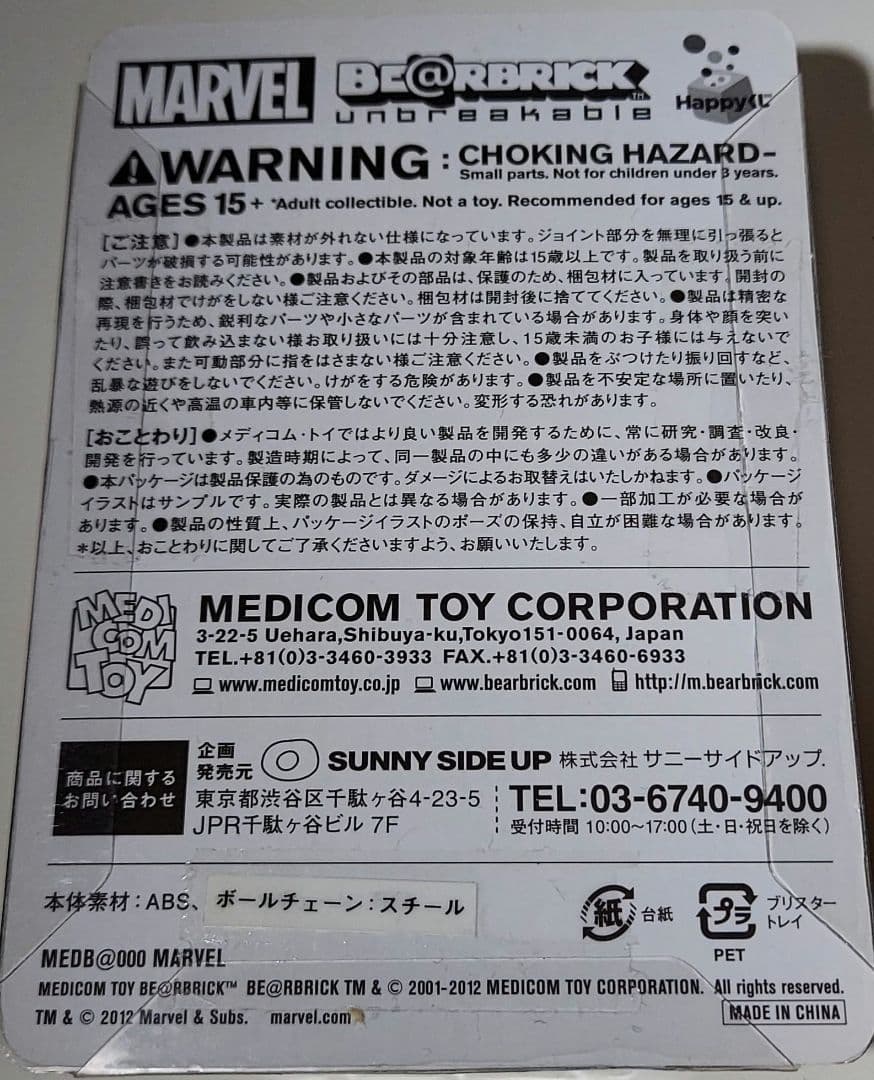 MARVEL BE@RBRICK TM Happyくじ
unbreakable
WARNING : CHOKING HAZARD-
Small parts. Not for children under 3 years.
AGES 15+ *Adult collectible. Not a toy. Recommended for ages 15 & up.
[ご注意]●本製品は素材が外れない仕様になっています。ジョイント部分を無理に引っ張ると
パーツが破損する可能性があります。●本製品の対象年齢は15歳以上です。製品を取り扱う前に
注意書きをお読みください。●製品およびその部品は、保護のため、梱包材に入っています。開封の
際、梱包材でけがをしない様ご注意ください。梱包材は開封後に捨ててください。●製品は精密な
再現を行うため、鋭利なパーツや小さなパーツが含まれている場合があります。身体や顔を突い
たり、誤って飲み込まない様お取り扱いには十分注意し、15歳未満のお子様には与えないで
ください。また可動部分に指をはさまない様ご注意ください。●製品をぶつけたり振り回すなど、
乱暴な遊びをしないでください。けがをする危険があります。●製品を不安定な場所に置いたり、
熱源の近くや高温の車内等に保管しないでください。変形する恐れがあります。
[おことわり]●メディコム・トイではより良い製品を開発するために、常に研究・調査・改良・
開発を行っています。製造時期によって、同一製品の中にも多少の違いがある場合があります。
●本パッケージは製品保護の為のものです。ダメージによるお取替えはいたしかねます。●パッケージ
イラストはサンプルです。実際の製品とは異なる場合があります。●一部加工が必要な場合が
あります。●製品の性質上、パッケージイラストのポーズの保持、自立が困難な場合があります。
*以上、おことわりに関してご了承くださいますよう、お願いいたします。
MEDI COM TOY
MEDICOM TOY CORPORATION
3-22-5 Uehara,Shibuya-ku,Tokyo151-0064, Japan
TEL.+81(0)3-3460-3933 FAX.+81(0)3-3460-6933
www.medicomtoy.co.jp www.bearbrick.com http://m.bearbrick.com
商品に関する
お問い合わせ
企画
発売元
SUNNY SIDE UP 株式会社 サニーサイドアップ.
東京都渋谷区千駄ヶ谷4-23-5
JPR千駄ヶ谷ビル 7F
TEL:03-6740-9400
受付時間 10:00〜17:00(土・日・祝日を除く)
本体素材:ABS、ボールチェーン:スチール
紙 台紙
プラ ブリスター
トレイ
PET
MEDB@000 MARVEL
MEDICOM TOY BE@RBRICK™ BE@RBRICK TM & © 2001-2012 MEDICOM TOY CORPORATION. All rights reserved.
TM & © 2012 Marvel & Subs. marvel.com
MADE IN CHINA